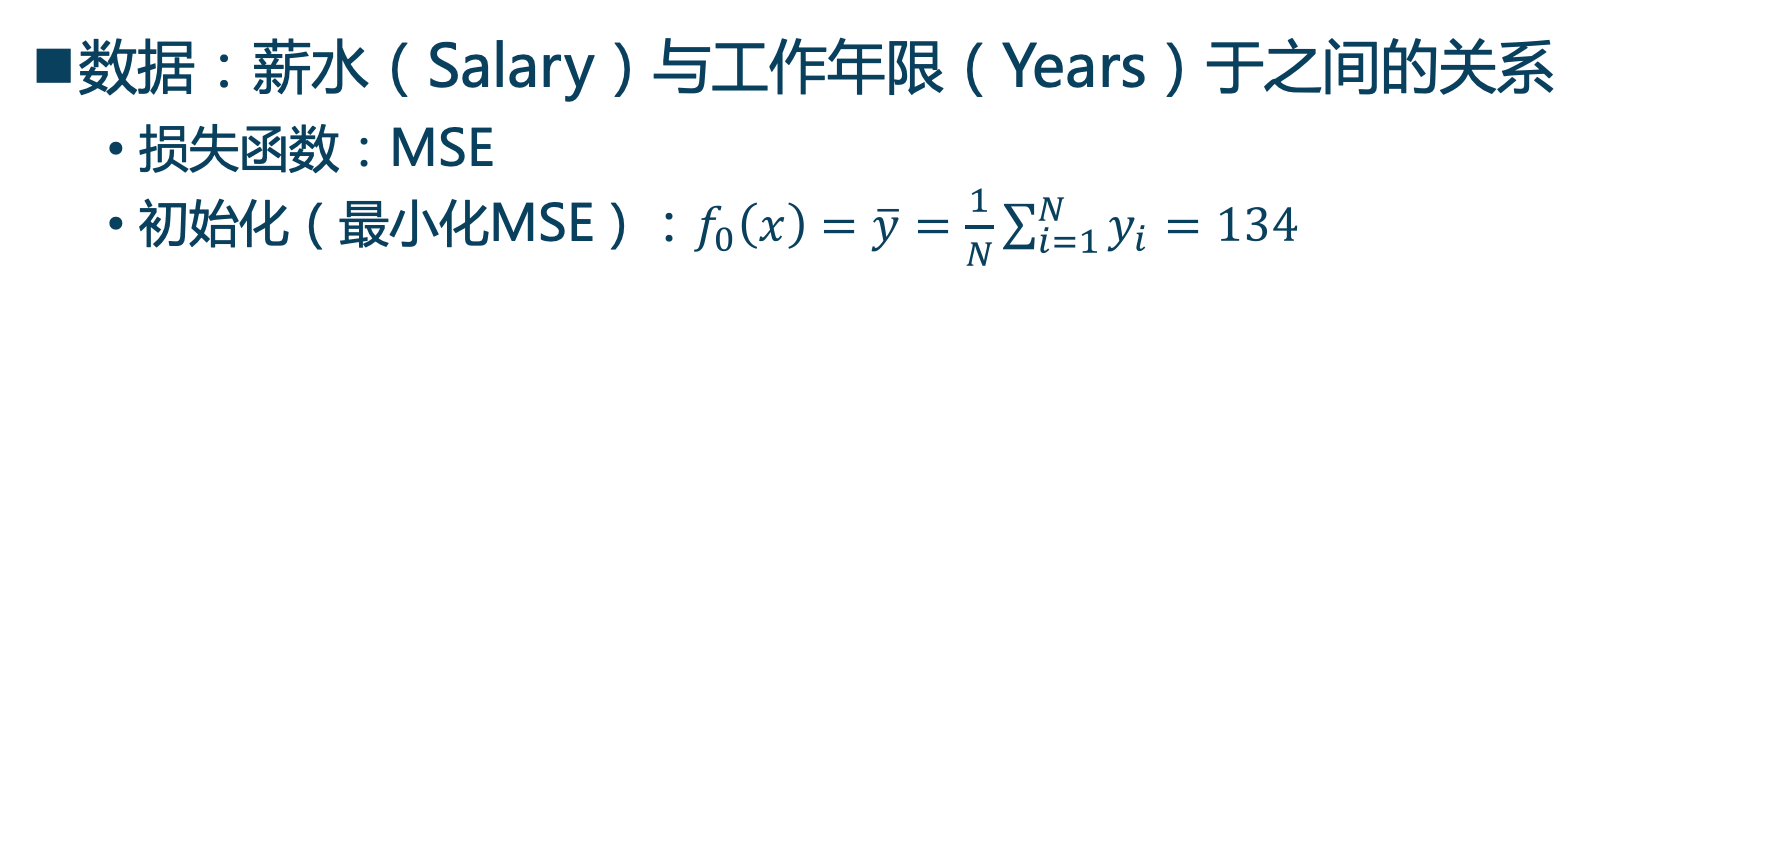 ■数据：薪水（Salary）与工作年限（Years）于之间的关系
• 损失函数：MSE
• 初始化（最小化MSE）：$f_0(x) = \bar{y} = \frac{1}{N}\sum_{i=1}^{N} y_i = 134$